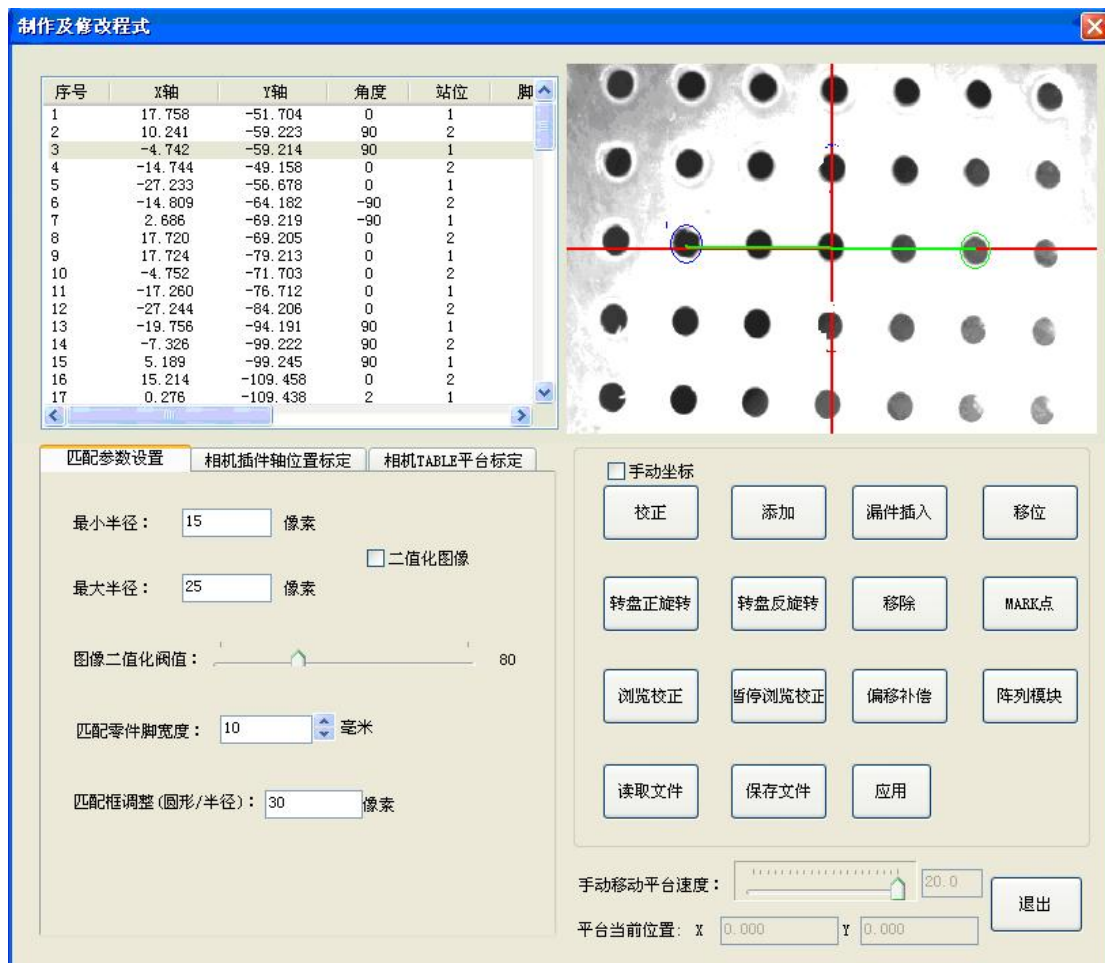 制作及修改程式
序号 X轴 Y轴 角度 站位 脚
1 17.758 -51.704 0 1
2 10.241 -59.223 90 2
3 -4.742 -59.214 90 1
4 -14.744 -49.158 0 2
5 -27.233 -56.678 0 1
6 -14.809 -64.182 -90 2
7 2.686 -69.219 -90 1
8 17.720 -69.205 0 2
9 17.724 -79.213 0 1
10 -4.752 -71.703 0 2
11 -17.260 -76.712 0 1
12 -27.244 -84.206 0 2
13 -19.756 -94.191 90 1
14 -7.326 -99.222 90 2
15 5.189 -99.245 90 1
16 15.214 -109.458 0 2
17 0.276 -109.438 2 1
匹配参数设置 相机插件轴位置标定 相机TABLE平台标定
最小半径： 15 像素
二值化图像
最大半径： 25 像素
图像二值化阀值： 80
匹配零件脚宽度： 10 毫米
匹配框调整(圆形/半径)： 30 像素
手动坐标
校正 添加 漏件插入 移位
转盘正旋转 转盘反旋转 移除 MARK点
浏览校正 暂停浏览校正 偏移补偿 阵列模块
读取文件 保存文件 应用
手动移动平台速度： 20.0
退出
平台当前位置: X 0.000 Y 0.000